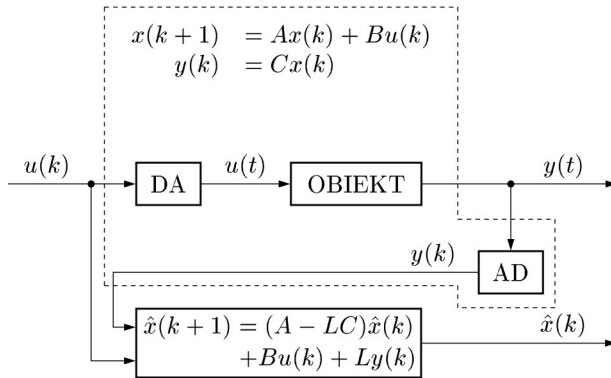 x(k + 1) = Ax(k) + Bu(k)
y(k) = Cx(k)
u(k)
DA
u(t)
OBIEKT
y(t)
y(k)
AD
x̂(k + 1) = (A − LC)x̂(k)
+Bu(k) + Ly(k)
x̂(k)